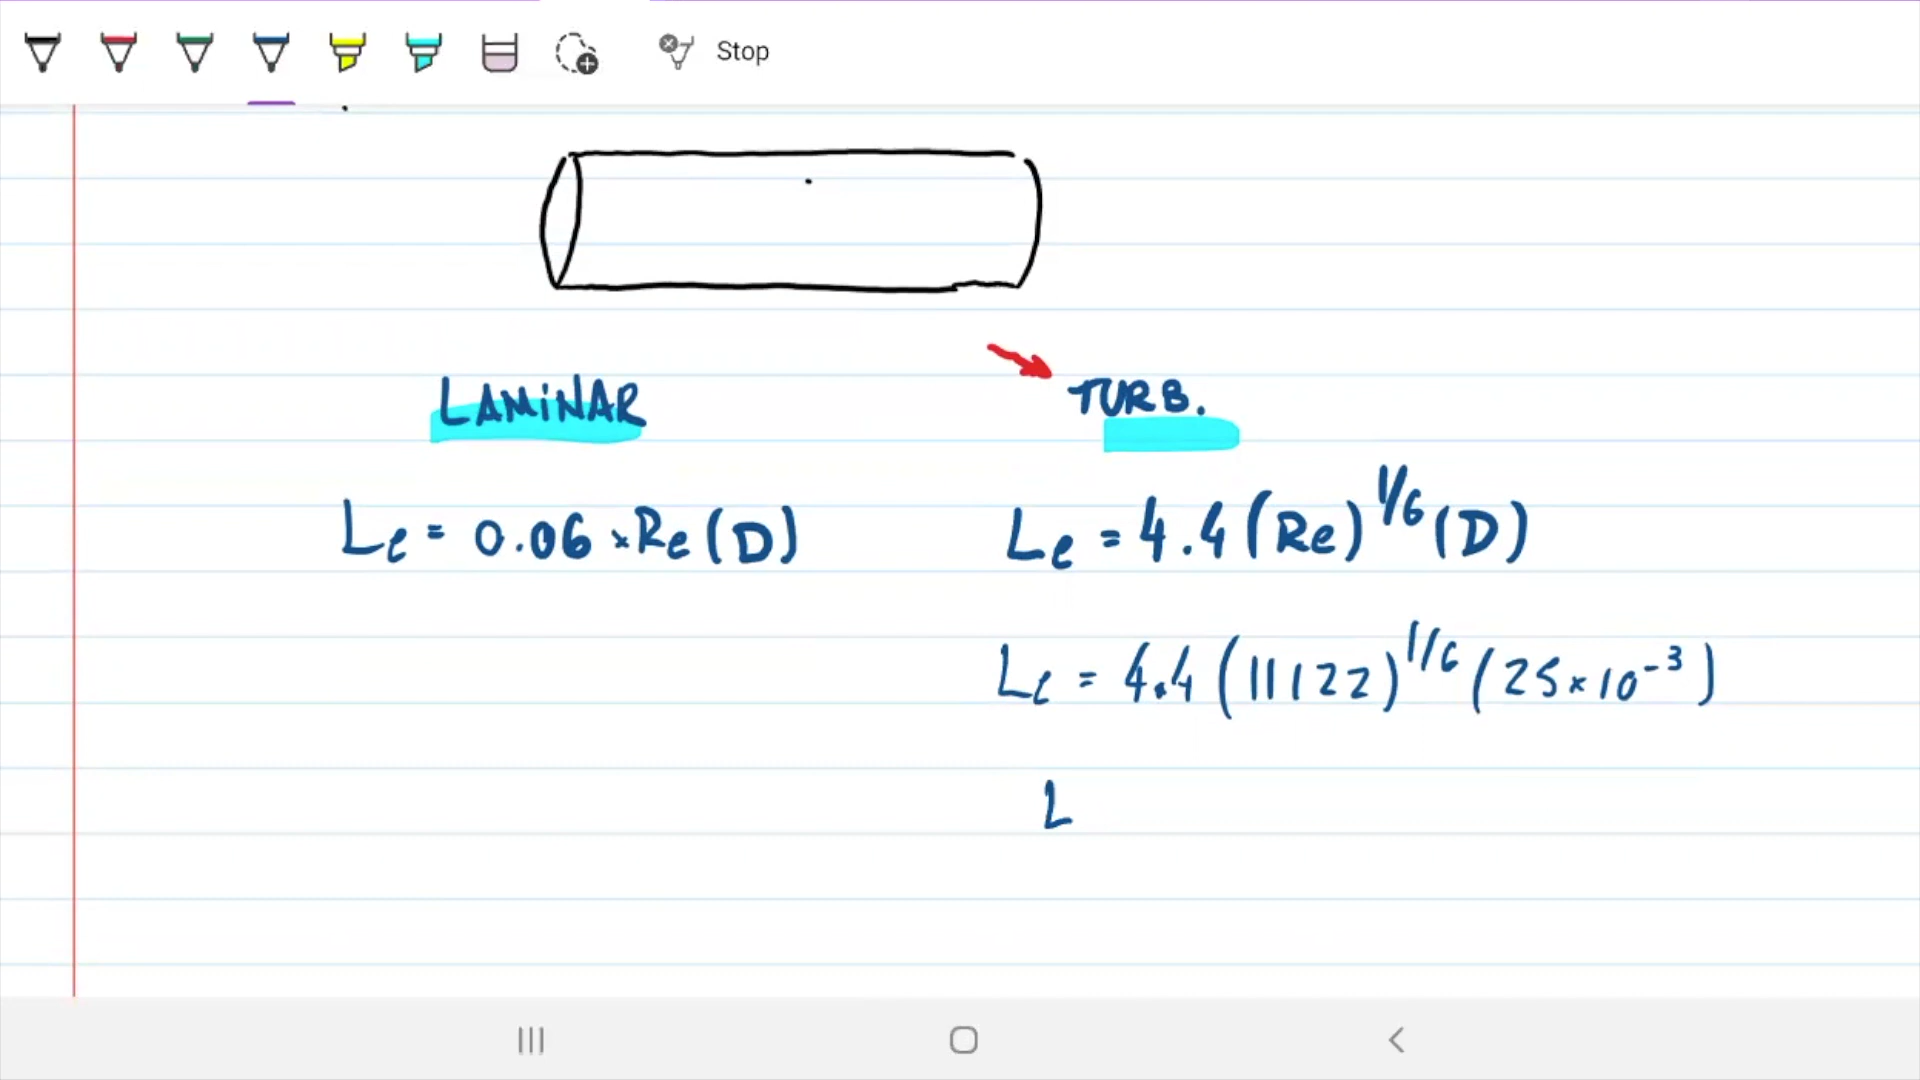 Stop
LAMiNAR
TURB.
Le = 0.06 × Re (D)
Le = 4.4 (Re)^1/6 (D)
Le = 4.4 (11122)^1/6 (25×10^-3)
L